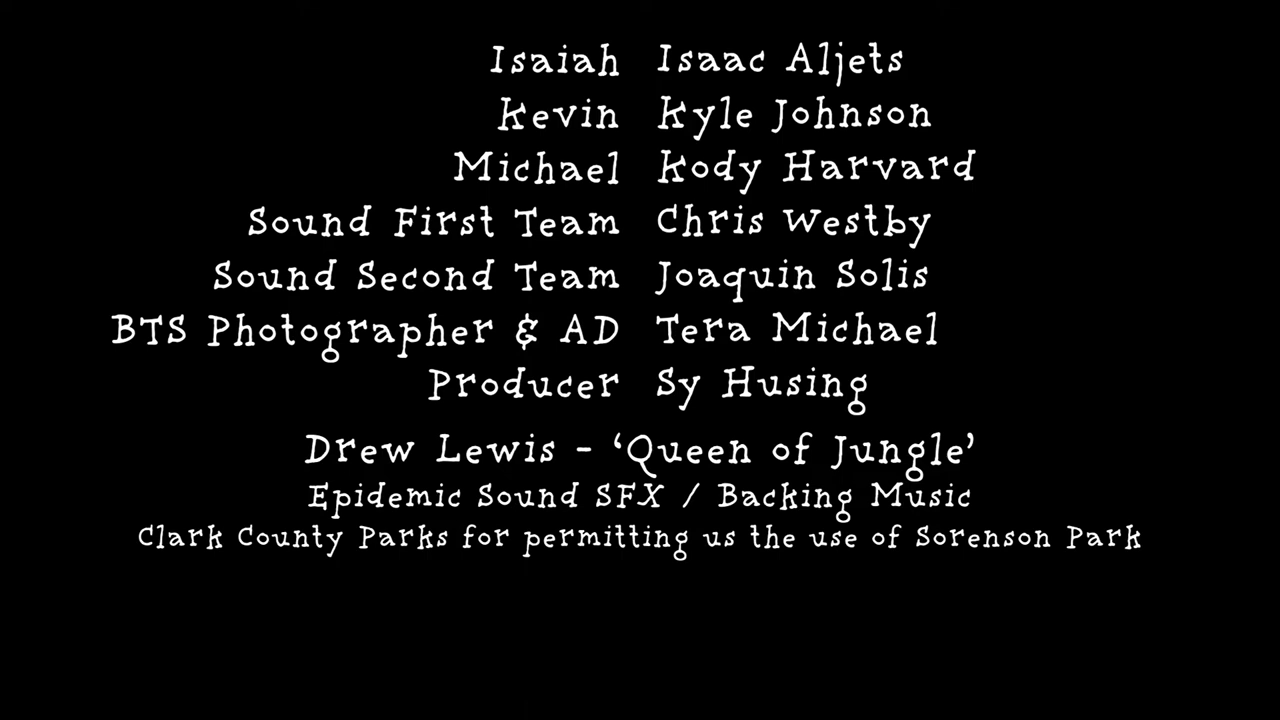 Isaiah Isaac Aljets
Kevin Kyle Johnson
Michael Kody Harvard
Sound First Team Chris Westby
Sound Second Team Joaquin Solis
BTS Photographer & AD Tera Michael
Producer Sy Husing
Drew Lewis - ‘Queen of Jungle’
Epidemic Sound SFX / Backing Music
Clark County Parks for permitting us the use of Sorenson Park